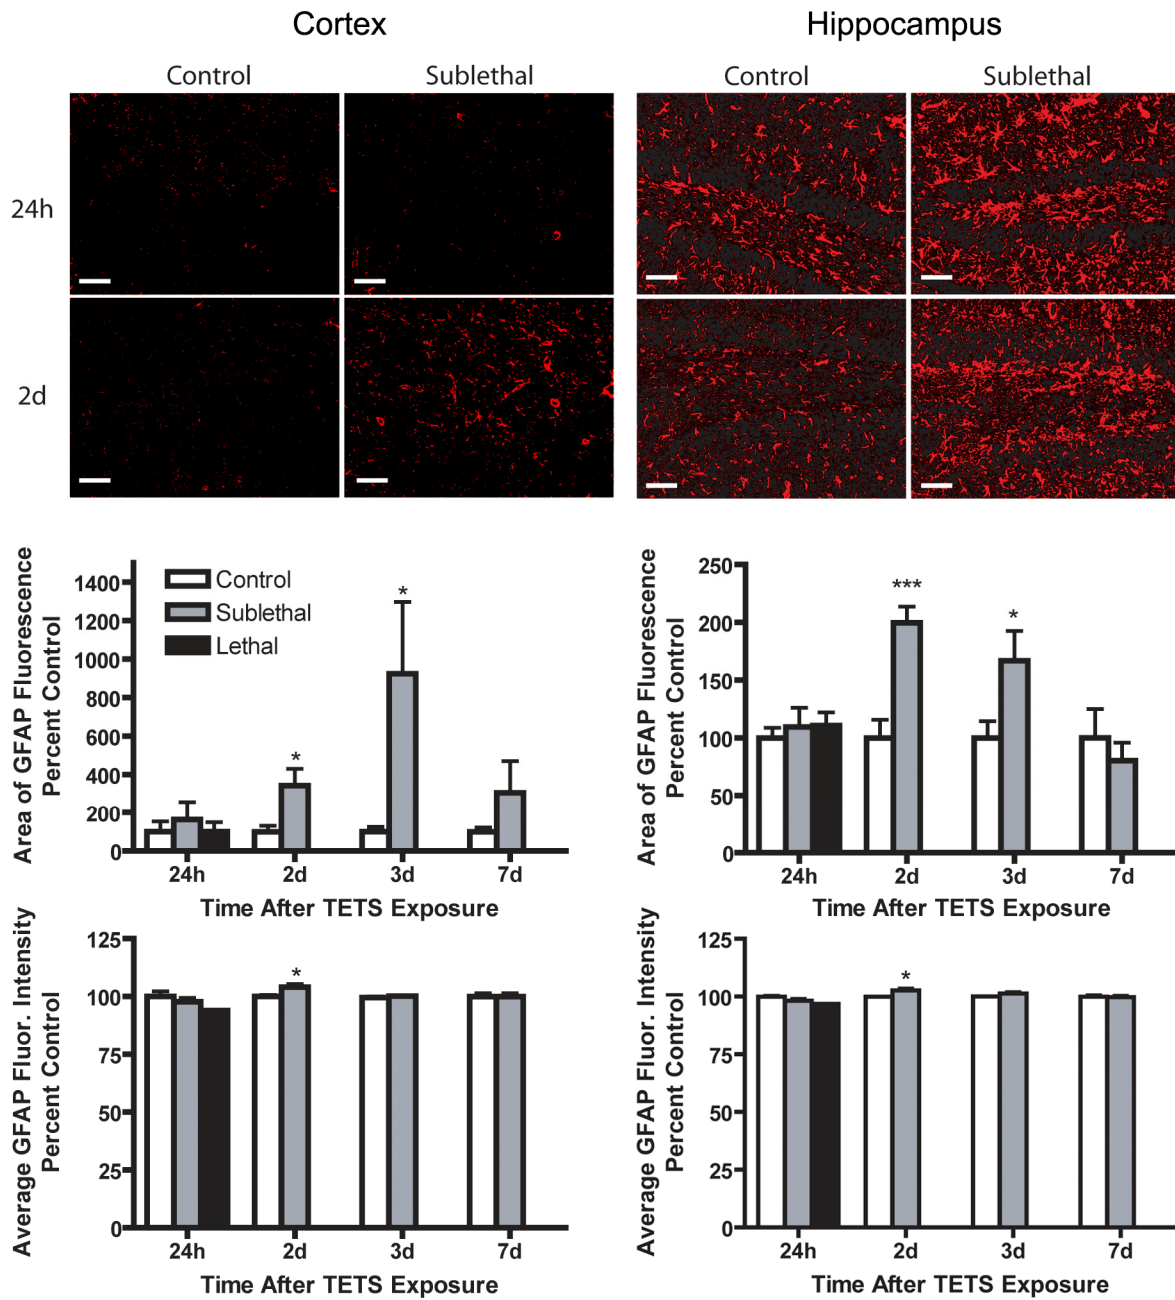 Cortex
Hippocampus
Control
Sublethal
Control
Sublethal
24h
2d
Area of GFAP Fluorescence
Percent Control
1400
1200
1000
800
600
400
200
0
Control
Sublethal
Lethal
*
*
24h
2d
3d
7d
Time After TETS Exposure
Area of GFAP Fluorescence
Percent Control
250
200
150
100
50
0
***
*
24h
2d
3d
7d
Time After TETS Exposure
Average GFAP Fluor. Intensity
Percent Control
125
100
75
50
25
0
*
24h
2d
3d
7d
Time After TETS Exposure
Average GFAP Fluor. Intensity
Percent Control
125
100
75
50
25
0
*
24h
2d
3d
7d
Time After TETS Exposure